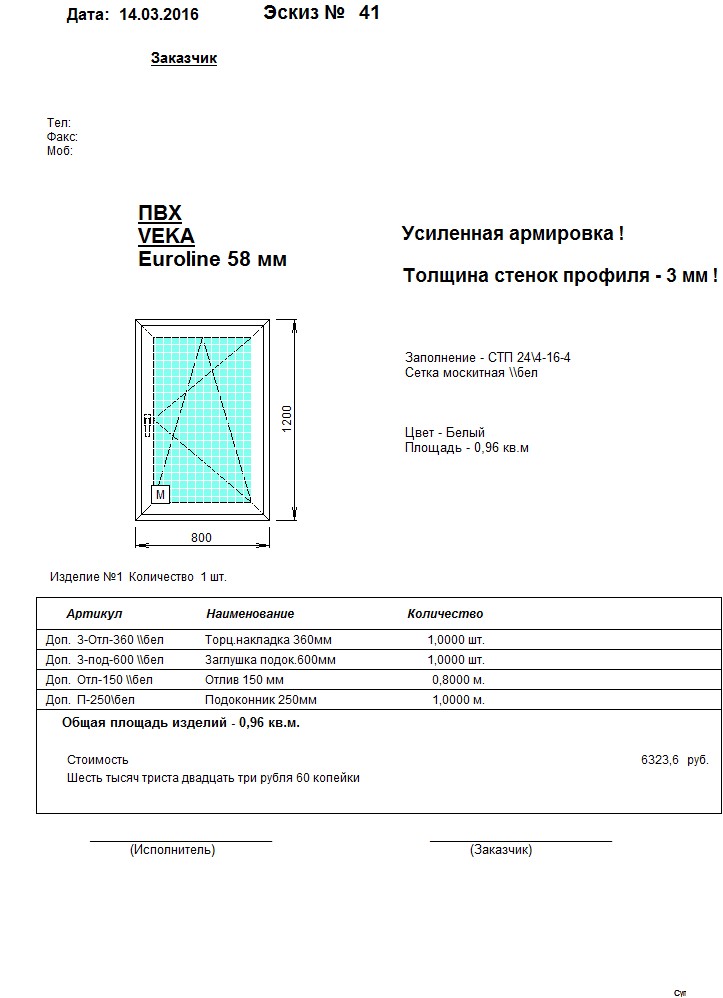 Дата: 14.03.2016 Эскиз № 41
Заказчик
Тел:
Факс:
Моб:
ПВХ
VEKA
Euroline 58 мм
Усиленная армировка !
Толщина стенок профиля - 3 мм !
Заполнение - СТП 24\4-16-4
Сетка москитная \\бел
Цвет - Белый
Площадь - 0,96 кв.м
1200
М
800
Изделие №1 Количество 1 шт.
Артикул Наименование Количество
Доп. З-Отл-360 \\бел Торц.накладка 360мм 1,0000 шт.
Доп. З-под-600 \\бел Заглушка подок.600мм 1,0000 шт.
Доп. Отл-150 \\бел Отлив 150 мм 0,8000 м.
Доп. П-250\бел Подоконник 250мм 1,0000 м.
Общая площадь изделий - 0,96 кв.м.
Стоимость 6323,6 руб.
Шесть тысяч триста двадцать три рубля 60 копейки
(Исполнитель) (Заказчик)